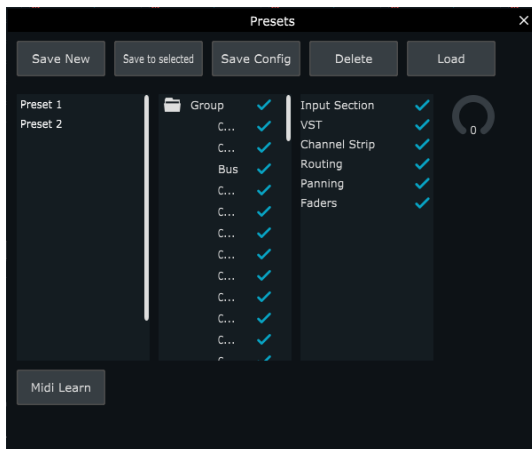 Presets
Save New
Save to selected
Save Config
Delete
Load
Preset 1
Preset 2
Group
C...
C...
Bus
C...
C...
C...
C...
C...
C...
C...
C...
Input Section
VST
Channel Strip
Routing
Panning
Faders
0
Midi Learn